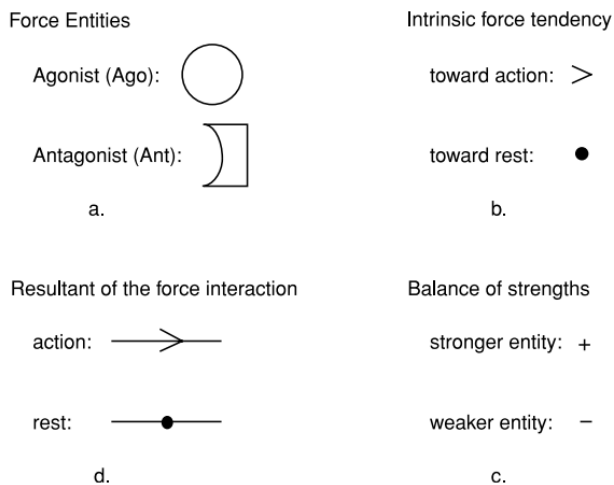 Force Entities
Agonist (Ago):
Antagonist (Ant):
a.
Intrinsic force tendency
toward action: >
toward rest:
b.
Resultant of the force interaction
action:
rest:
d.
Balance of strengths
stronger entity: +
weaker entity: −
c.